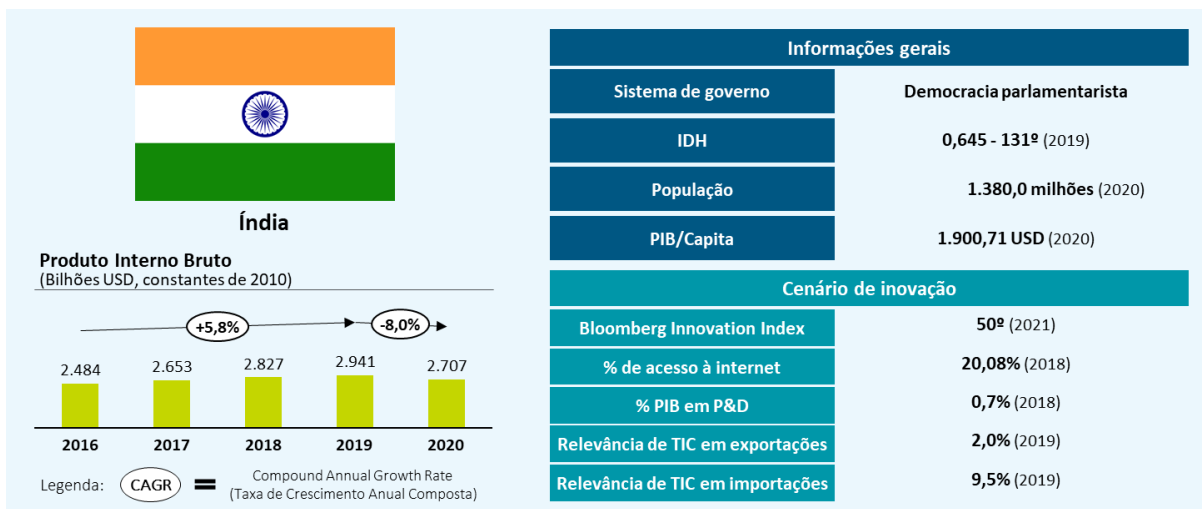 Índia
Produto Interno Bruto
(Bilhões USD, constantes de 2010)
+5,8%
-8,0%
2.484 2.653 2.827 2.941 2.707
2016 2017 2018 2019 2020
Legenda: CAGR = Compound Annual Growth Rate
(Taxa de Crescimento Anual Composta)
Informações gerais
Sistema de governo Democracia parlamentarista
IDH 0,645 - 131º (2019)
População 1.380,0 milhões (2020)
PIB/Capita 1.900,71 USD (2020)
Cenário de inovação
Bloomberg Innovation Index 50º (2021)
% de acesso à internet 20,08% (2018)
% PIB em P&D 0,7% (2018)
Relevância de TIC em exportações 2,0% (2019)
Relevância de TIC em importações 9,5% (2019)